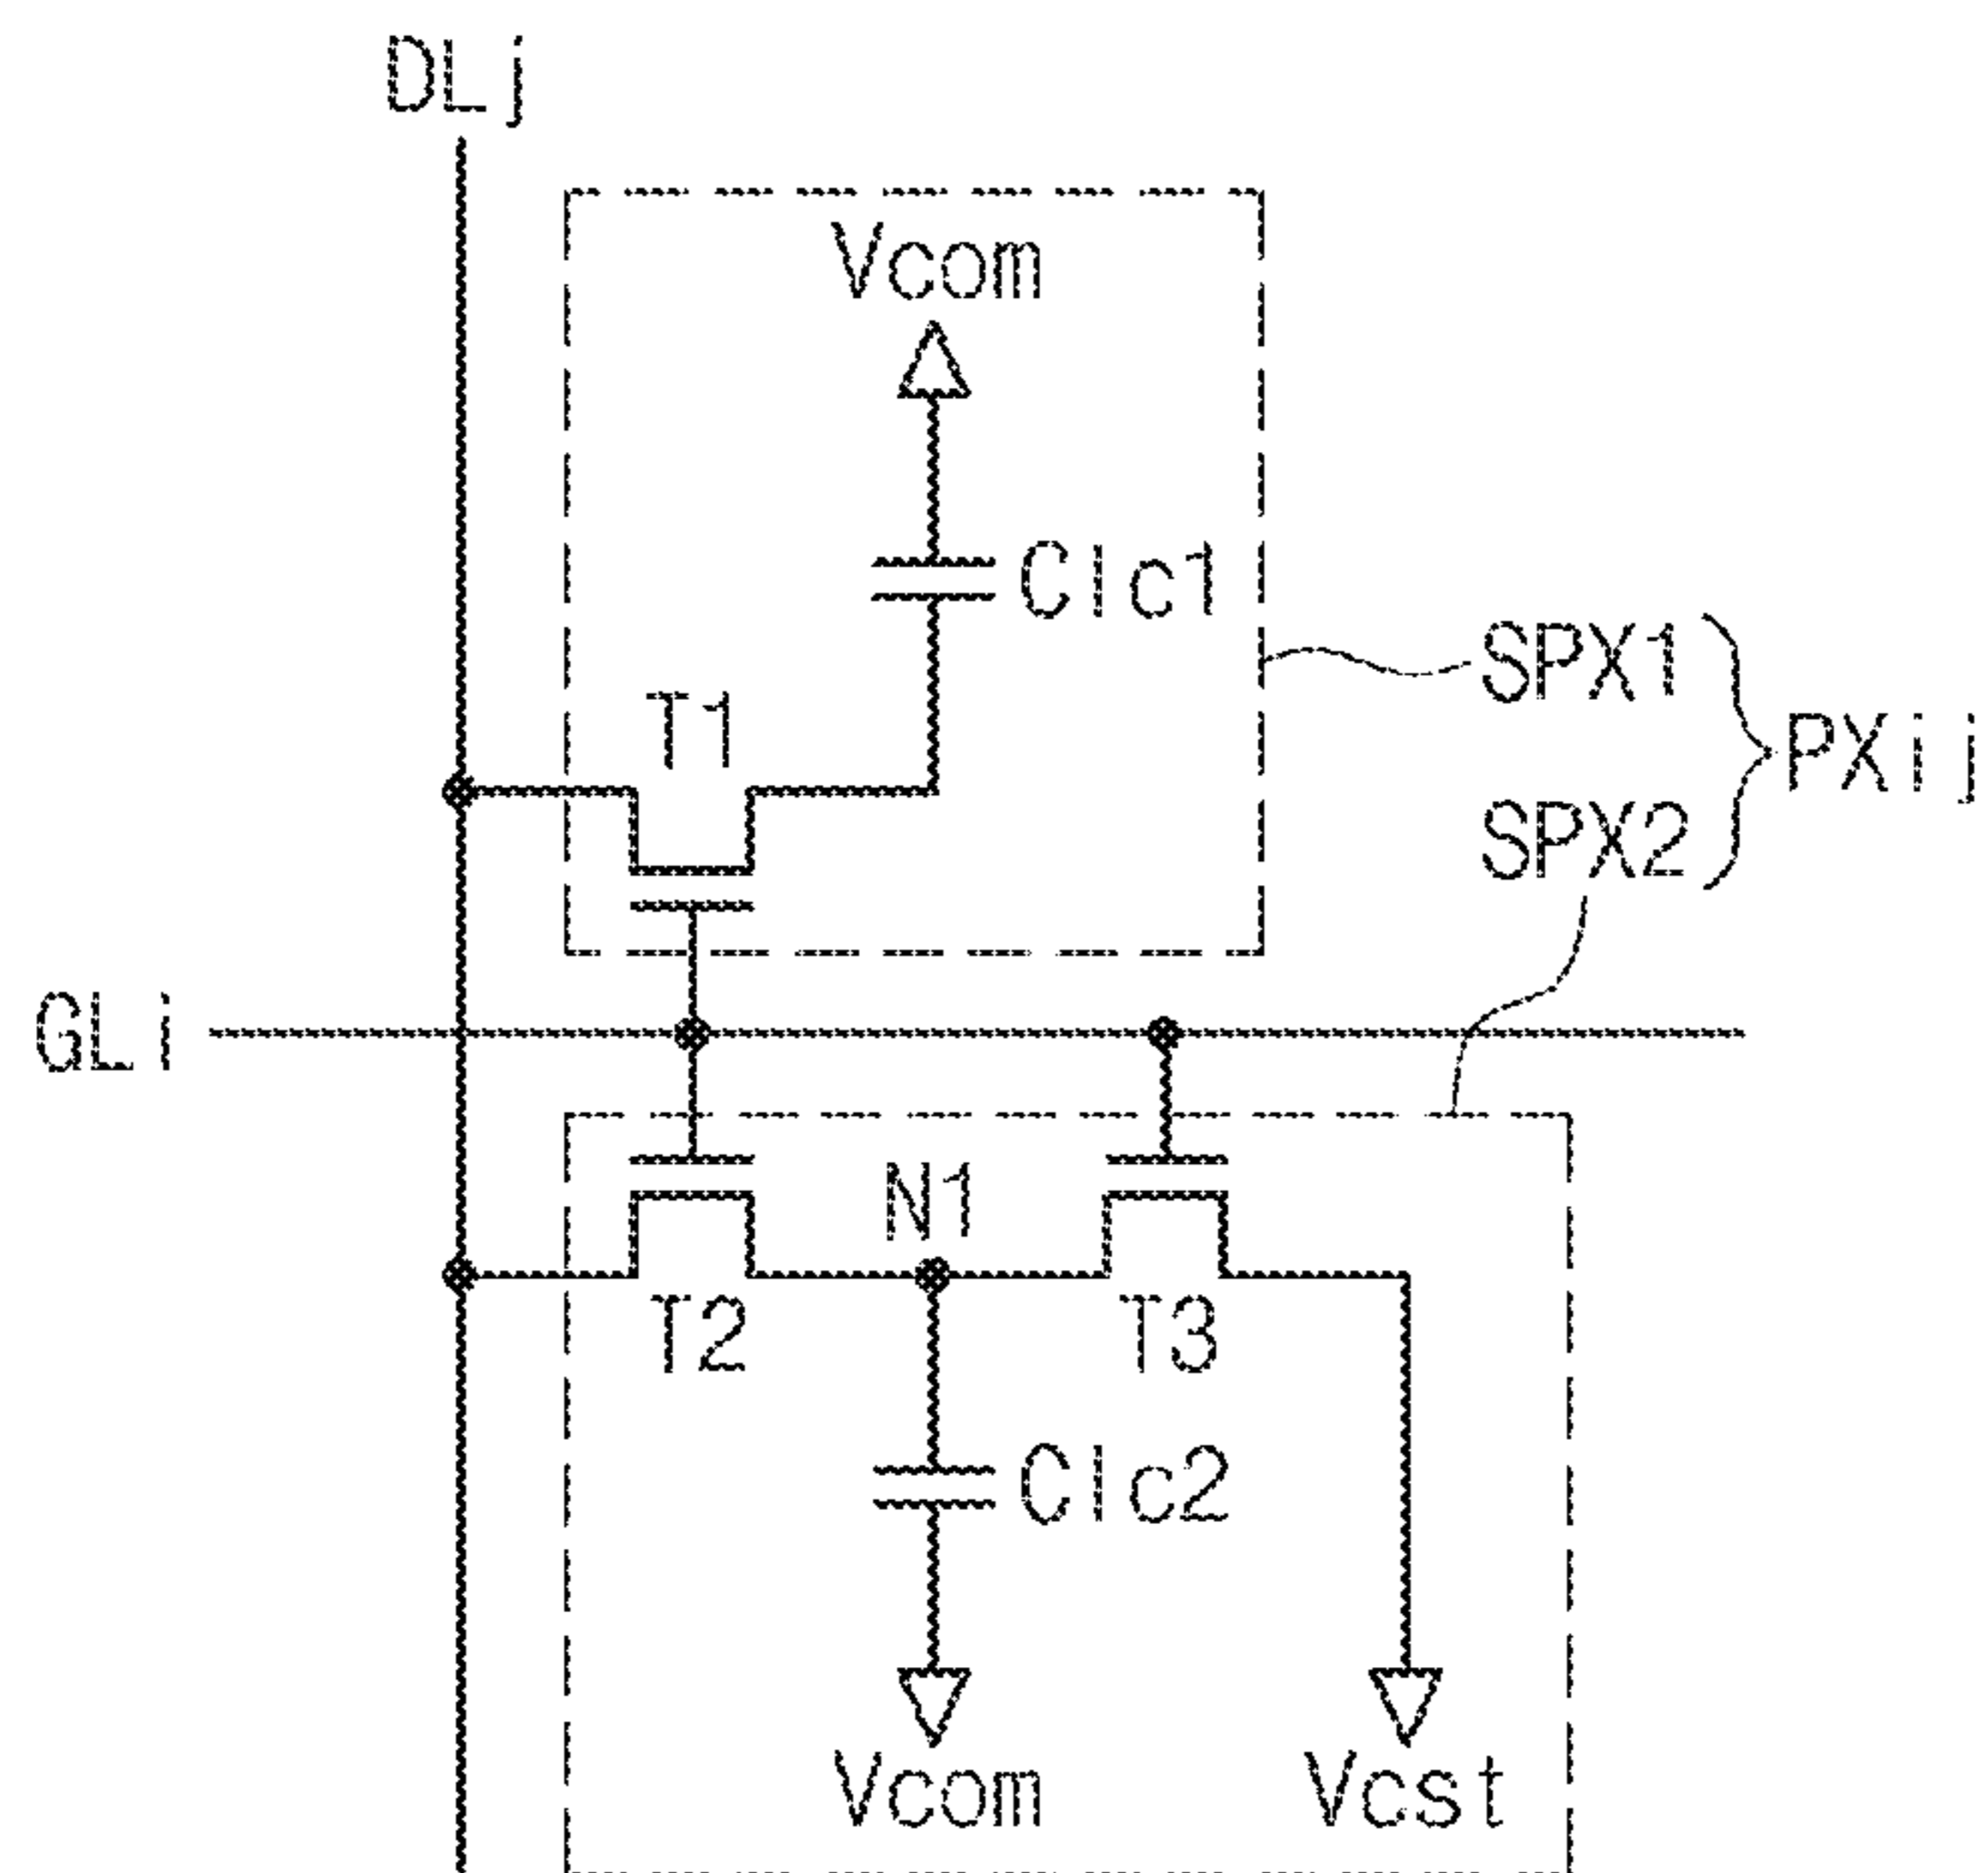 DLj
Vcom
Clc1
SPX1
T1
PXij
SPX2
GLi
N1
T2
T3
Clc2
Vcom
Vcst